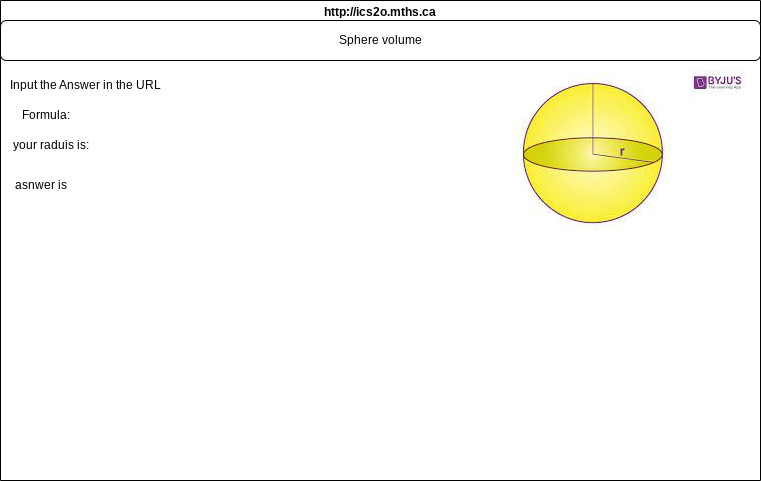 http://ics2o.mths.ca
Sphere volume
Input the Answer in the URL
BYJU'S
The Learning App
Formula:
your raduis is:
r
asnwer is